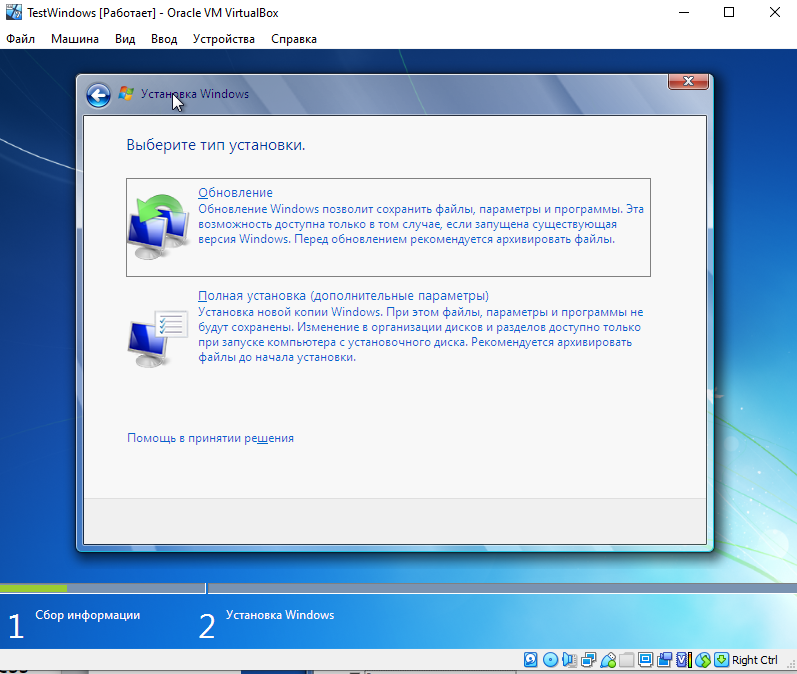 TestWindows [Работает] - Oracle VM VirtualBox
Файл Машина Вид Ввод Устройства Справка
Установка Windows
Выберите тип установки.
Обновление
Обновление Windows позволит сохранить файлы, параметры и программы. Эта
возможность доступна только в том случае, если запущена существующая
версия Windows. Перед обновлением рекомендуется архивировать файлы.
Полная установка (дополнительные параметры)
Установка новой копии Windows. При этом файлы, параметры и программы не
будут сохранены. Изменение в организации дисков и разделов доступно только
при запуске компьютера с установочного диска. Рекомендуется архивировать
файлы до начала установки.
Помощь в принятии решения
1 Сбор информации 2 Установка Windows
Right Ctrl